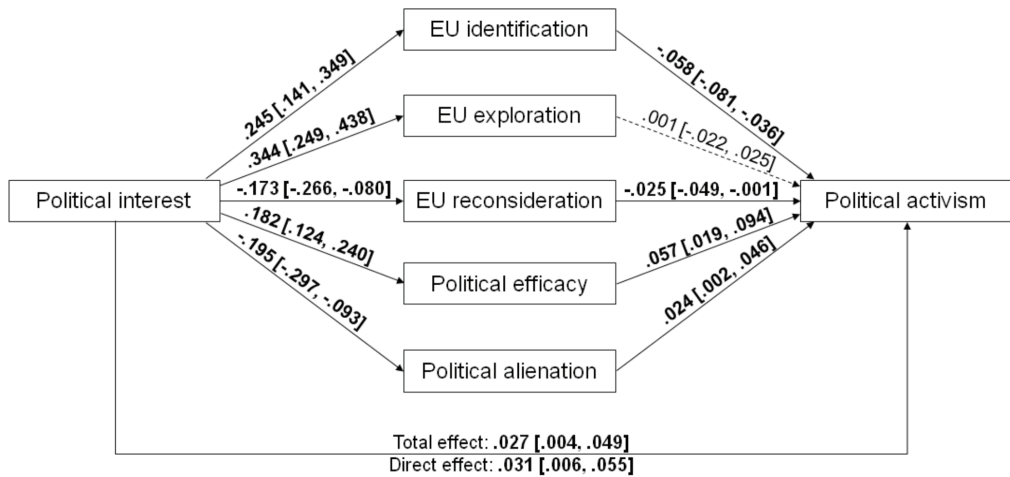 EU identification
.245 [.141, .349]
-.058 [-.081, -.036]
EU exploration
.344 [.249, .438]
.001 [-.022, .025]
Political interest
-.173 [-.266, -.080]
EU reconsideration
-.025 [-.049, -.001]
Political activism
.182 [.124, .240]
Political efficacy
.057 [.019, .094]
-.195 [-.297, -.093]
Political alienation
.024 [.002, .046]
Total effect: .027 [.004, .049]
Direct effect: .031 [.006, .055]